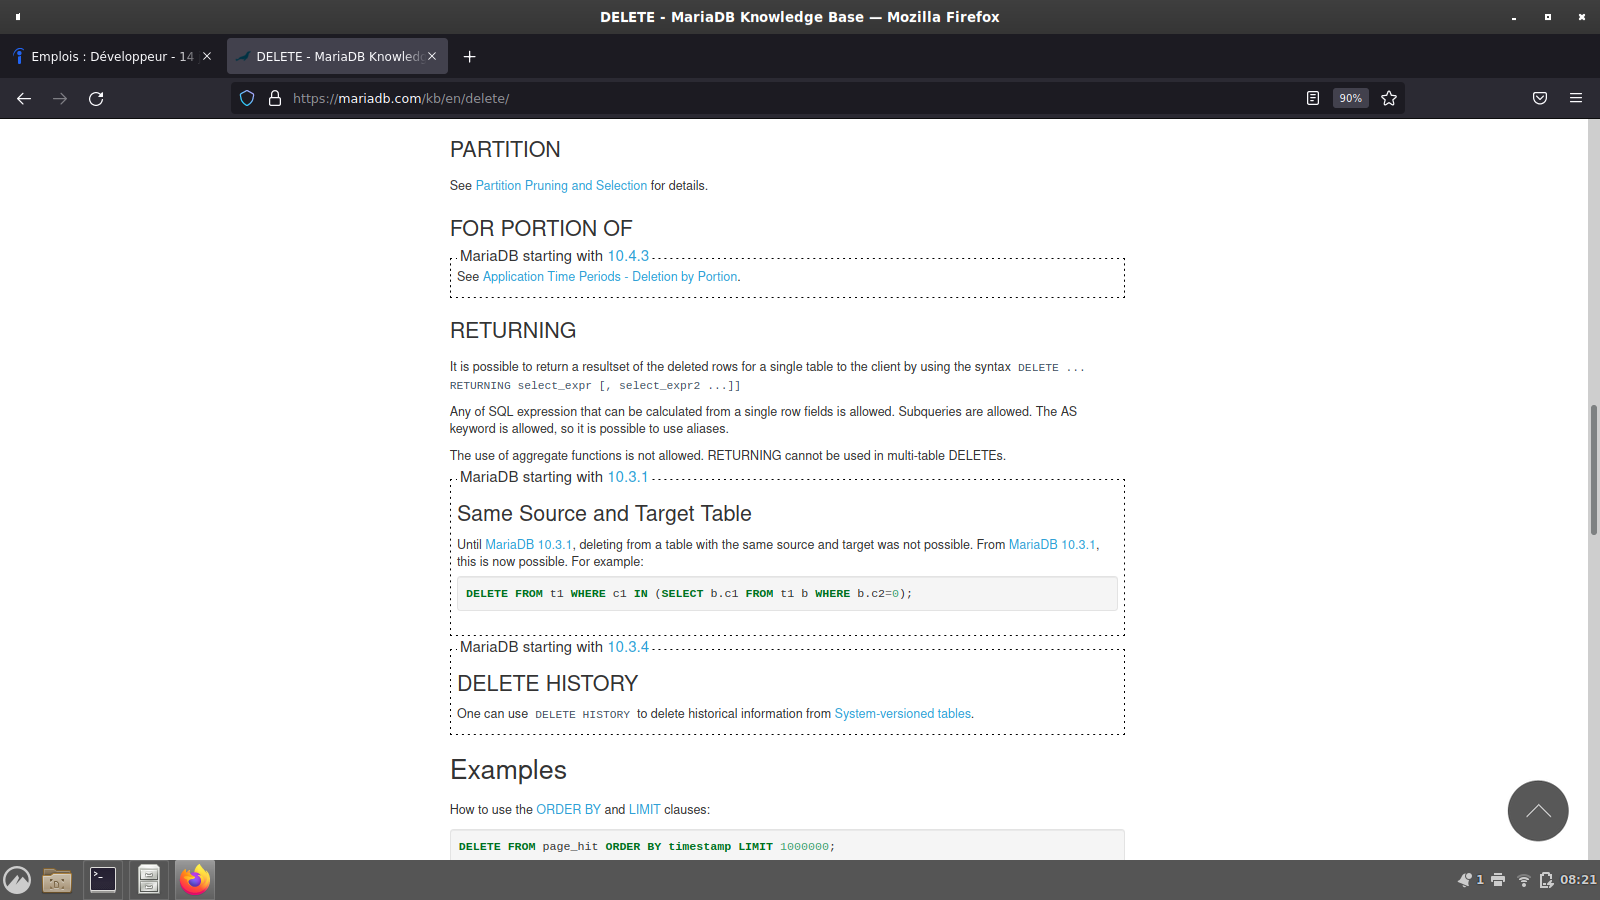 DELETE - MariaDB Knowledge Base — Mozilla Firefox
Emplois : Développeur - 14
DELETE - MariaDB Knowled
https://mariadb.com/kb/en/delete/
90%
PARTITION
See Partition Pruning and Selection for details.
FOR PORTION OF
MariaDB starting with 10.4.3
See Application Time Periods - Deletion by Portion.
RETURNING
It is possible to return a resultset of the deleted rows for a single table to the client by using the syntax DELETE ...
RETURNING select_expr [, select_expr2 ...]]
Any of SQL expression that can be calculated from a single row fields is allowed. Subqueries are allowed. The AS
keyword is allowed, so it is possible to use aliases.
The use of aggregate functions is not allowed. RETURNING cannot be used in multi-table DELETEs.
MariaDB starting with 10.3.1
Same Source and Target Table
Until MariaDB 10.3.1, deleting from a table with the same source and target was not possible. From MariaDB 10.3.1,
this is now possible. For example:
DELETE FROM t1 WHERE c1 IN (SELECT b.c1 FROM t1 b WHERE b.c2=0);
MariaDB starting with 10.3.4
DELETE HISTORY
One can use DELETE HISTORY to delete historical information from System-versioned tables.
Examples
How to use the ORDER BY and LIMIT clauses:
DELETE FROM page_hit ORDER BY timestamp LIMIT 1000000;
1
08:21